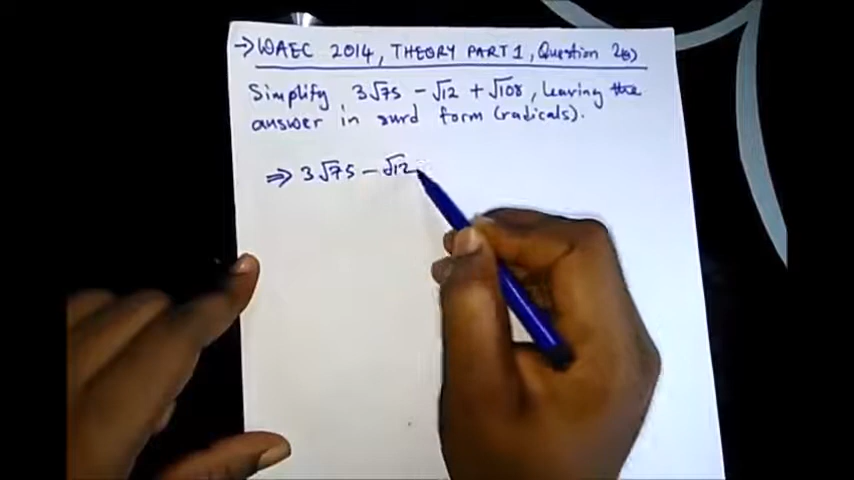 → WAEC 2014, THEORY PART 1, Question 2(a)
Simplify 3√75 - √12 + √108, leaving the
answer in surd form (radicals).
⇒ 3√75 - √12